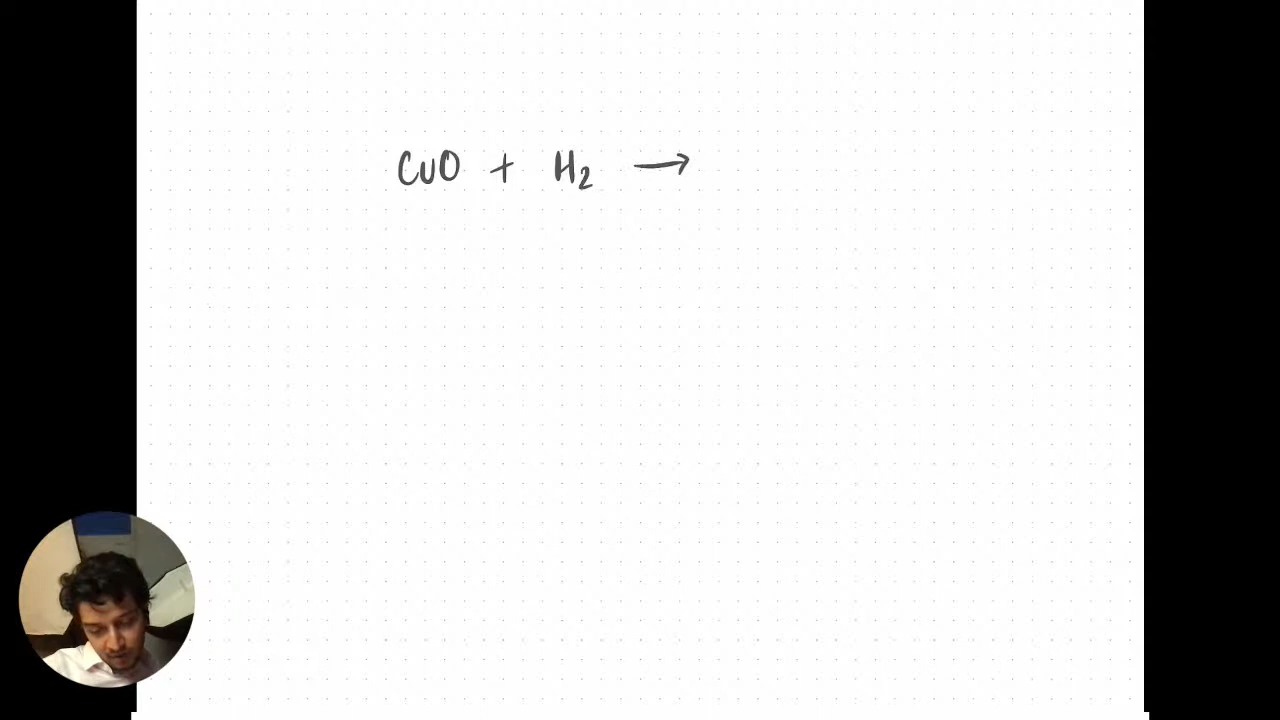 CuO + H₂ →